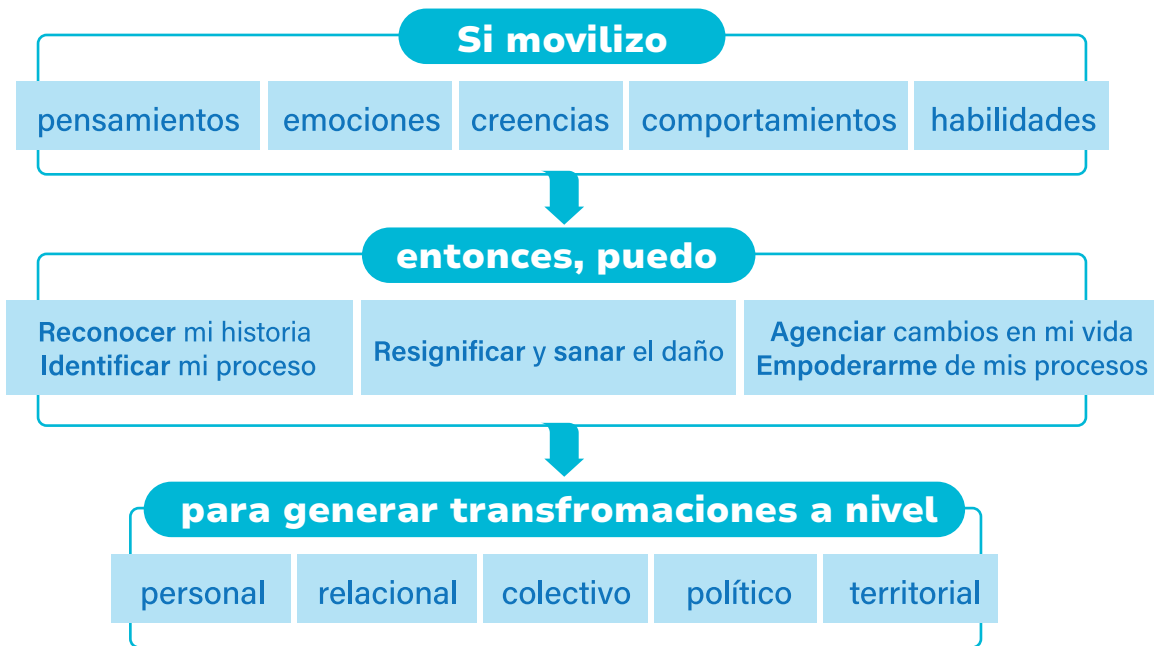 Si movilizo
pensamientos
emociones
creencias
comportamientos
habilidades
entonces, puedo
Reconocer mi historia
Identificar mi proceso
Resignificar y sanar el daño
Agenciar cambios en mi vida
Empoderarme de mis procesos
para generar transfromaciones a nivel
personal
relacional
colectivo
político
territorial